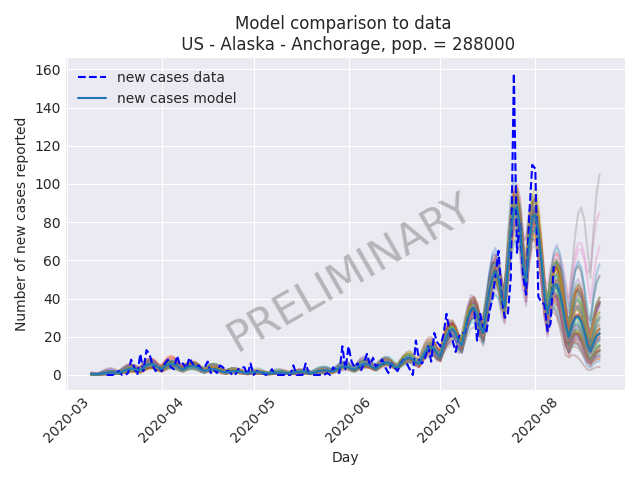 Model comparison to data
US - Alaska - Anchorage, pop. = 288000
new cases data
new cases model
PRELIMINARY
Number of new cases reported
160
140
120
100
80
60
40
20
0
2020-03
2020-04
2020-05
2020-06
2020-07
2020-08
Day